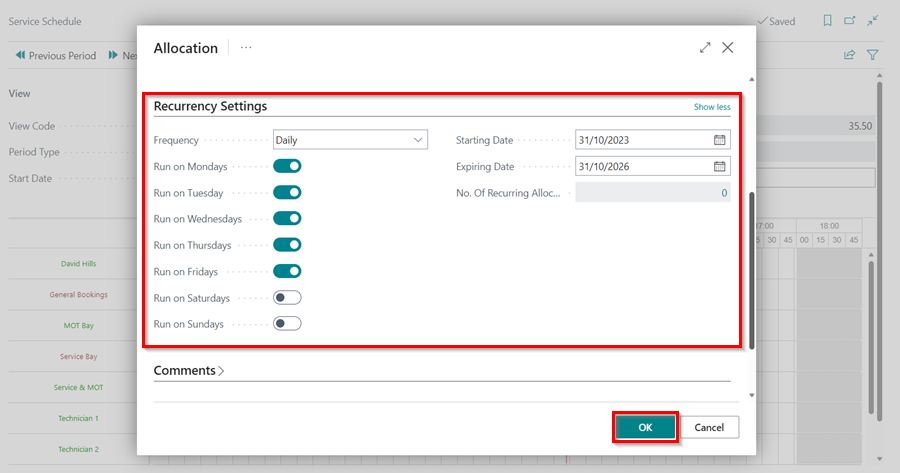 Service Schedule
Saved
Previous Period
View
View Code
35.50
Period Type
Start Date
17:00 18:00
30 45 00 15 30 45
David Hills
General Bookings
MOT Bay
Service Bay
Service & MOT
Technician 1
Technician 2
Allocation
Recurrency Settings
Show less
Frequency
Daily
Starting Date
31/10/2023
Run on Mondays
Expiring Date
31/10/2026
Run on Tuesday
No. Of Recurring Alloc...
0
Run on Wednesdays
Run on Thursdays
Run on Fridays
Run on Saturdays
Run on Sundays
Comments
OK
Cancel